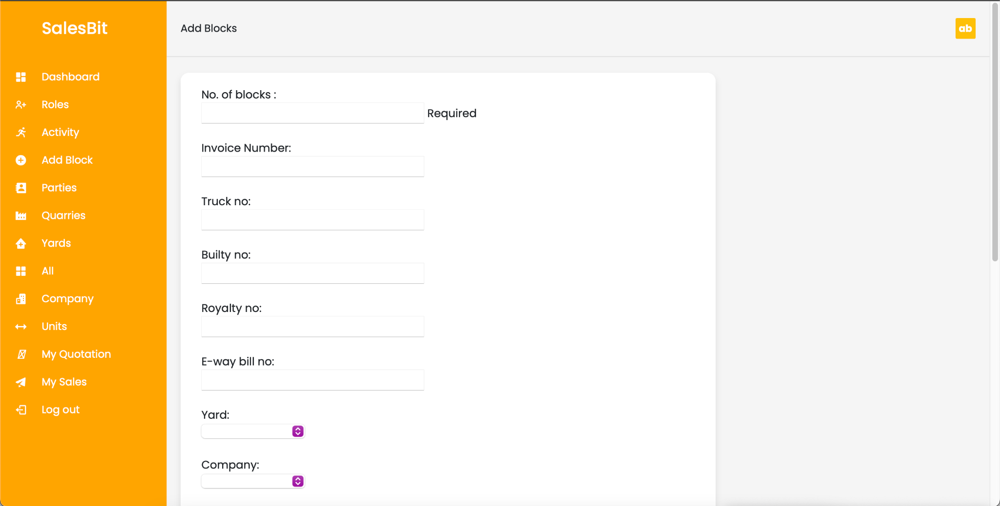 SalesBit
Dashboard
Roles
Activity
Add Block
Parties
Quarries
Yards
All
Company
Units
My Quotation
My Sales
Log out
Add Blocks
ab
No. of blocks :
Required
Invoice Number:
Truck no:
Builty no:
Royalty no:
E-way bill no:
Yard:
Company: